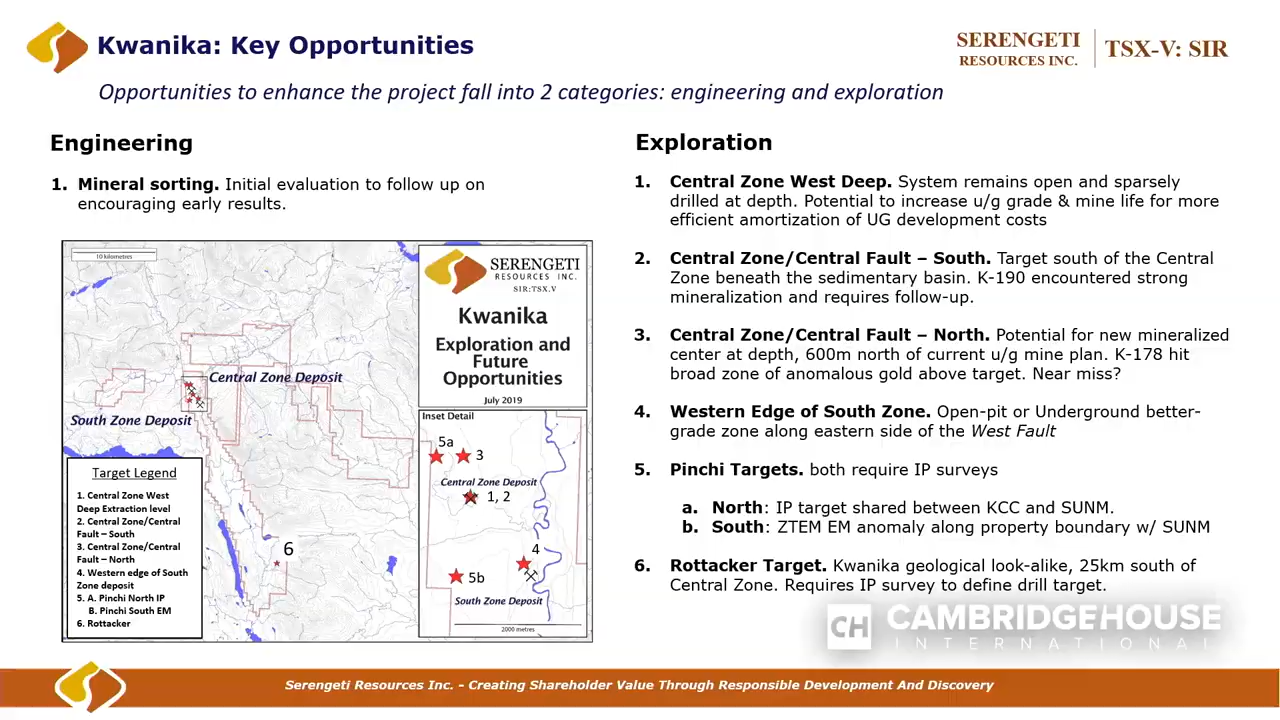 Kwanika: Key Opportunities
SERENGETI
RESOURCES INC.
TSX-V: SIR
Opportunities to enhance the project fall into 2 categories: engineering and exploration
Engineering
1. Mineral sorting. Initial evaluation to follow up on
encouraging early results.
10 kilometres
SERENGETI
RESOURCES INC.
SIR:TSX.V
Kwanika
Exploration and
Future
Opportunities
July 2019
Central Zone Deposit
South Zone Deposit
Target Legend
1. Central Zone West
Deep Extraction level
2. Central Zone/Central
Fault – South
3. Central Zone/Central
Fault – North
4. Western edge of South
Zone deposit
5. A. Pinchi North IP
B. Pinchi South EM
6. Rottacker
6
Inset Detail
5a
3
Central Zone Deposit
1, 2
4
5b
South Zone Deposit
2000 metres
Exploration
1. Central Zone West Deep. System remains open and sparsely
drilled at depth. Potential to increase u/g grade & mine life for more
efficient amortization of UG development costs
2. Central Zone/Central Fault – South. Target south of the Central
Zone beneath the sedimentary basin. K-190 encountered strong
mineralization and requires follow-up.
3. Central Zone/Central Fault – North. Potential for new mineralized
center at depth, 600m north of current u/g mine plan. K-178 hit
broad zone of anomalous gold above target. Near miss?
4. Western Edge of South Zone. Open-pit or Underground better-
grade zone along eastern side of the West Fault
5. Pinchi Targets. both require IP surveys
a. North: IP target shared between KCC and SUNM.
b. South: ZTEM EM anomaly along property boundary w/ SUNM
6. Rottacker Target. Kwanika geological look-alike, 25km south of
Central Zone. Requires IP survey to define drill target.
CH CAMBRIDGEHOUSE
INTERNATIONAL
Serengeti Resources Inc. - Creating Shareholder Value Through Responsible Development And Discovery